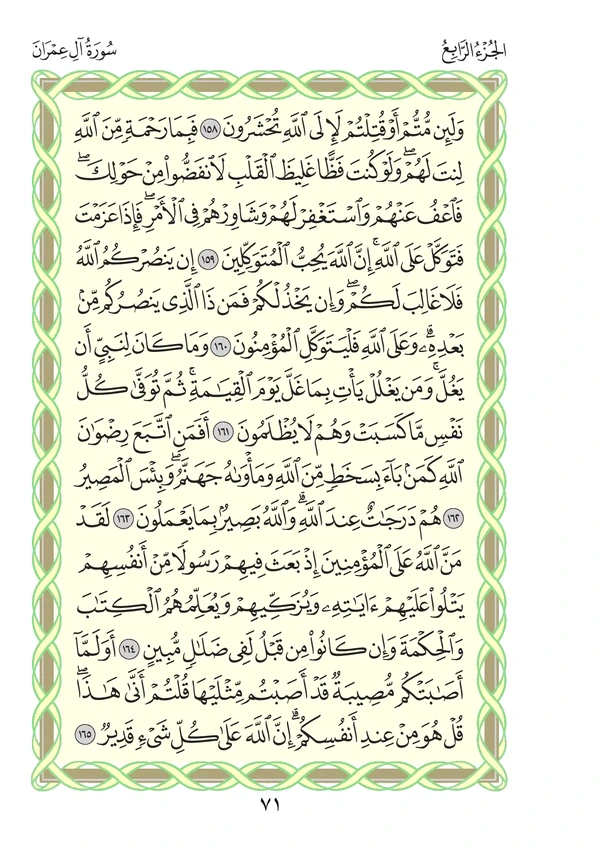 الجُزْءُ الرَّابِعُ
سُورَةُ آلِ عِمْرَانَ
وَلَئِن مُّتُّمْ أَوْ قُتِلْتُمْ لَإِلَى ٱللَّهِ تُحْشَرُونَ ١٥٨ فَبِمَا رَحْمَةٍ مِّنَ ٱللَّهِ
لِنتَ لَهُمْۖ وَلَوْ كُنتَ فَظًّا غَلِيظَ ٱلْقَلْبِ لَٱنفَضُّوا۟ مِنْ حَوْلِكَۖ
فَٱعْفُ عَنْهُمْ وَٱسْتَغْفِرْ لَهُمْ وَشَاوِرْهُمْ فِى ٱلْأَمْرِۖ فَإِذَا عَزَمْتَ
فَتَوَكَّلْ عَلَى ٱللَّهِۚ إِنَّ ٱللَّهَ يُحِبُّ ٱلْمُتَوَكِّلِينَ ١٥٩ إِن يَنصُرْكُمُ ٱللَّهُ
فَلَا غَالِبَ لَكُمْۖ وَإِن يَخْذُلْكُمْ فَمَن ذَا ٱلَّذِى يَنصُرُكُم مِّنۢ
بَعْدِهِۦۗ وَعَلَى ٱللَّهِ فَلْيَتَوَكَّلِ ٱلْمُؤْمِنُونَ ١٦٠ وَمَا كَانَ لِنَبِىٍّ أَن
يَغُلَّۚ وَمَن يَغْلُلْ يَأْتِ بِمَا غَلَّ يَوْمَ ٱلْقِيَٰمَةِۚ ثُمَّ تُوَفَّىٰ كُلُّ
نَفْسٍ مَّا كَسَبَتْ وَهُمْ لَا يُظْلَمُونَ ١٦١ أَفَمَنِ ٱتَّبَعَ رِضْوَٰنَ
ٱللَّهِ كَمَنۢ بَآءَ بِسَخَطٍ مِّنَ ٱللَّهِ وَمَأْوَىٰهُ جَهَنَّمُۖ وَبِئْسَ ٱلْمَصِيرُ
١٦٢ هُمْ دَرَجَٰتٌ عِندَ ٱللَّهِۗ وَٱللَّهُ بَصِيرٌۢ بِمَا يَعْمَلُونَ ١٦٣ لَقَدْ
مَنَّ ٱللَّهُ عَلَى ٱلْمُؤْمِنِينَ إِذْ بَعَثَ فِيهِمْ رَسُولًا مِّنْ أَنفُسِهِمْ
يَتْلُوا۟ عَلَيْهِمْ ءَايَٰتِهِۦ وَيُزَكِّيهِمْ وَيُعَلِّمُهُمُ ٱلْكِتَٰبَ
وَٱلْحِكْمَةَ وَإِن كَانُوا۟ مِن قَبْلُ لَفِى ضَلَٰلٍ مُّبِينٍ ١٦٤ أَوَلَمَّآ
أَصَٰبَتْكُم مُّصِيبَةٌ قَدْ أَصَبْتُم مِّثْلَيْهَا قُلْتُمْ أَنَّىٰ هَٰذَاۖ
قُلْ هُوَ مِنْ عِندِ أَنفُسِكُمْۗ إِنَّ ٱللَّهَ عَلَىٰ كُلِّ شَىْءٍ قَدِيرٌ ١٦٥
٧١